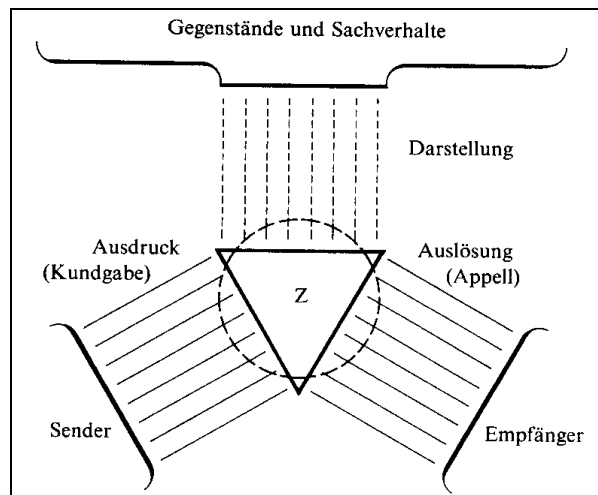 Gegenstände und Sachverhalte
Darstellung
Ausdruck
(Kundgabe)
Auslösung
(Appell)
Z
Sender
Empfänger